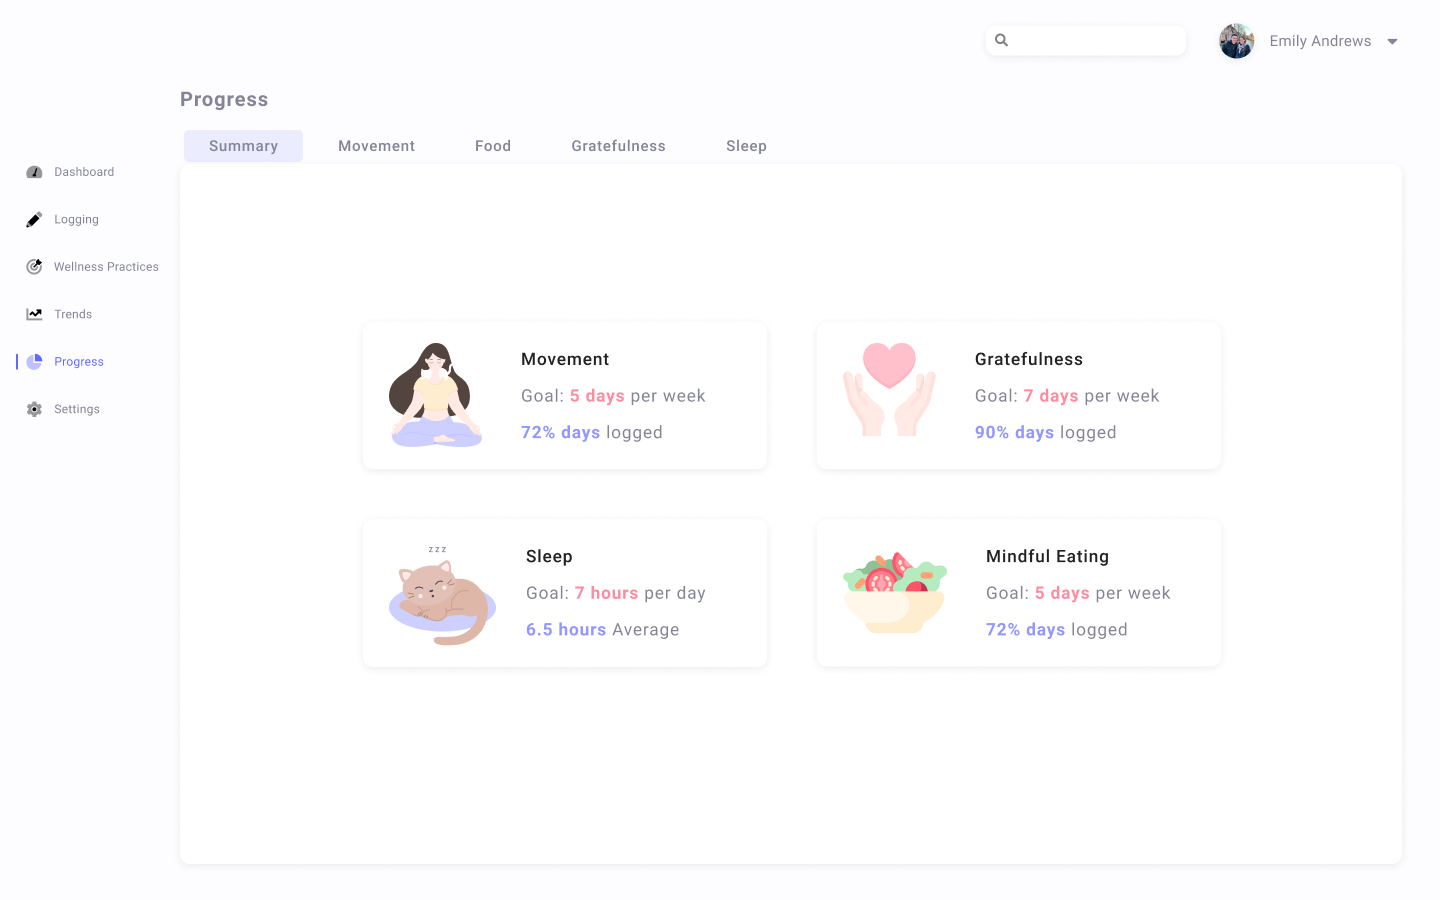 Emily Andrews
Progress
Summary
Movement
Food
Gratefulness
Sleep
Dashboard
Logging
Wellness Practices
Trends
Progress
Settings
Movement
Goal: 5 days per week
72% days logged
Gratefulness
Goal: 7 days per week
90% days logged
zzz
Sleep
Goal: 7 hours per day
6.5 hours Average
Mindful Eating
Goal: 5 days per week
72% days logged